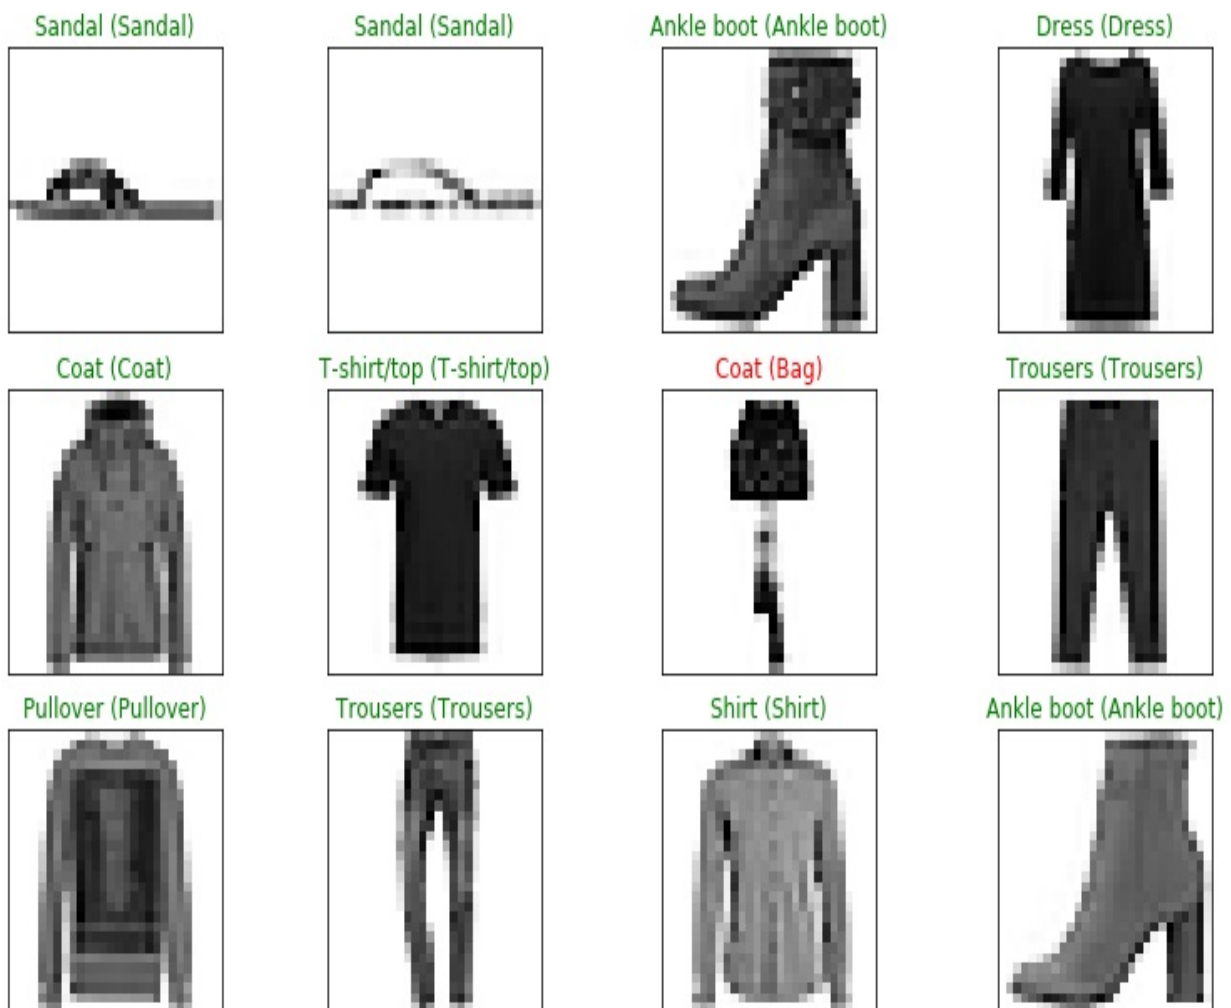 Sandal (Sandal)
Sandal (Sandal)
Ankle boot (Ankle boot)
Dress (Dress)
Coat (Coat)
T-shirt/top (T-shirt/top)
Coat (Bag)
Trousers (Trousers)
Pullover (Pullover)
Trousers (Trousers)
Shirt (Shirt)
Ankle boot (Ankle boot)